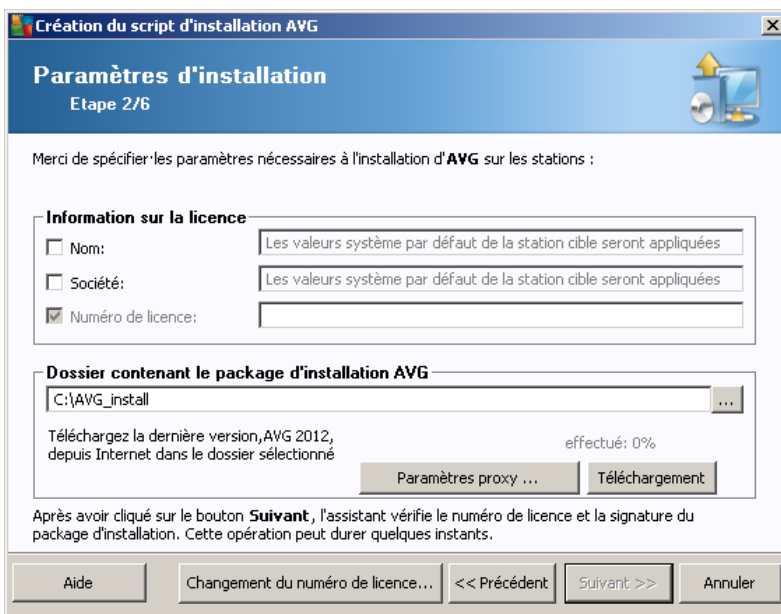 Création du script d'installation AVG
Paramètres d'installation
Etape 2/6
Merci de spécifier·les paramètres nécessaires à l'installation d'AVG sur les stations :
Information sur la licence
Nom:
Les valeurs système par défaut de la station cible seront appliquées
Société:
Les valeurs système par défaut de la station cible seront appliquées
Numéro de licence:
Dossier contenant le package d'installation AVG
C:\AVG_install
...
Téléchargez la dernière version,AVG 2012,
depuis Internet dans le dossier sélectionné
effectué: 0%
Paramètres proxy ...
Téléchargement
Après avoir cliqué sur le bouton Suivant, l'assistant vérifie le numéro de licence et la signature du
package d'installation. Cette opération peut durer quelques instants.
Aide
Changement du numéro de licence...
<< Précédent
Suivant >>
Annuler